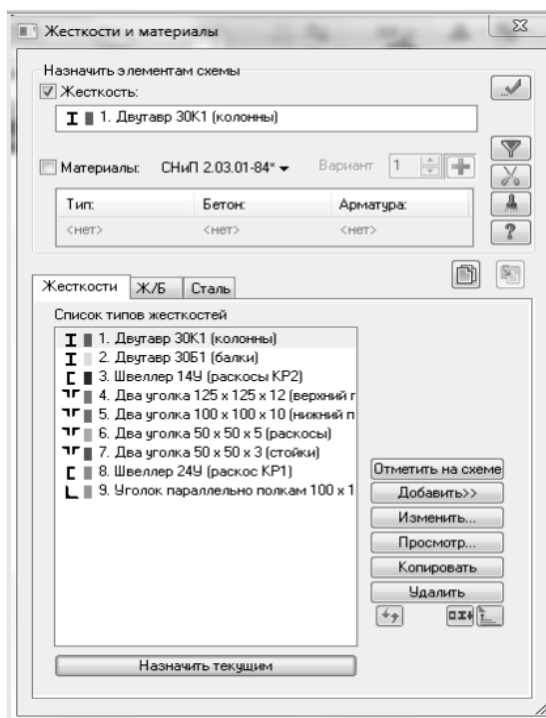 Жесткости и материалы
Назначить элементам схемы
Жесткость:
1. Двутавр 30К1 (колонны)
Материалы: СНиП 2.03.01-84* Вариант 1
Тип: Бетон: Арматура:
<нет> <нет> <нет>
Жесткости Ж/Б Сталь
Список типов жесткостей
1. Двутавр 30К1 (колонны)
2. Двутавр 30Б1 (балки)
3. Швеллер 14У (раскосы КР2)
4. Два уголка 125 x 125 x 12 (верхний г
5. Два уголка 100 x 100 x 10 (нижний п
6. Два уголка 50 x 50 x 5 (раскосы)
7. Два уголка 50 x 50 x 3 (стойки)
8. Швеллер 24У (раскос КР1)
9. Уголок параллельно полкам 100 x 1
Отметить на схеме
Добавить>>
Изменить...
Просмотр...
Копировать
Удалить
Назначить текущим